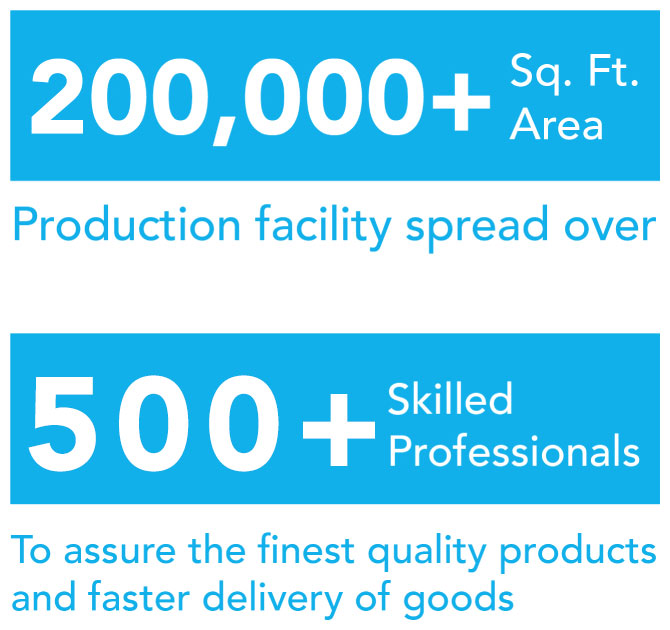 200,000+ Sq. Ft.
Area
Production facility spread over
500+ Skilled
Professionals
To assure the finest quality products
and faster delivery of goods